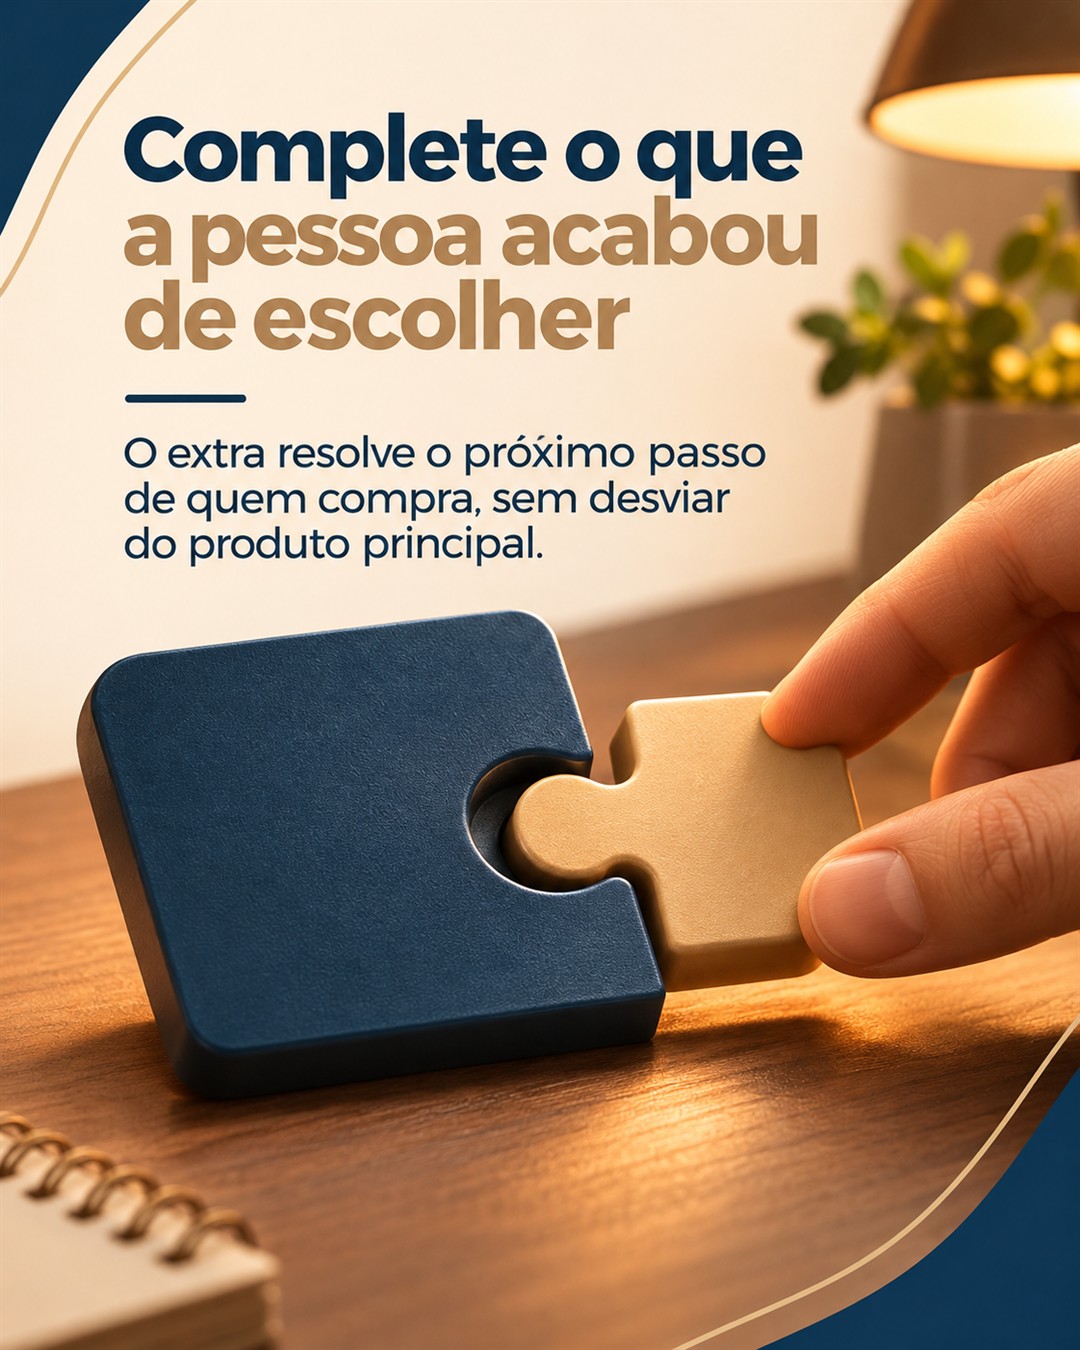 Complete o que
a pessoa acabou
de escolher
O extra resolve o próximo passo
de quem compra, sem desviar
do produto principal.